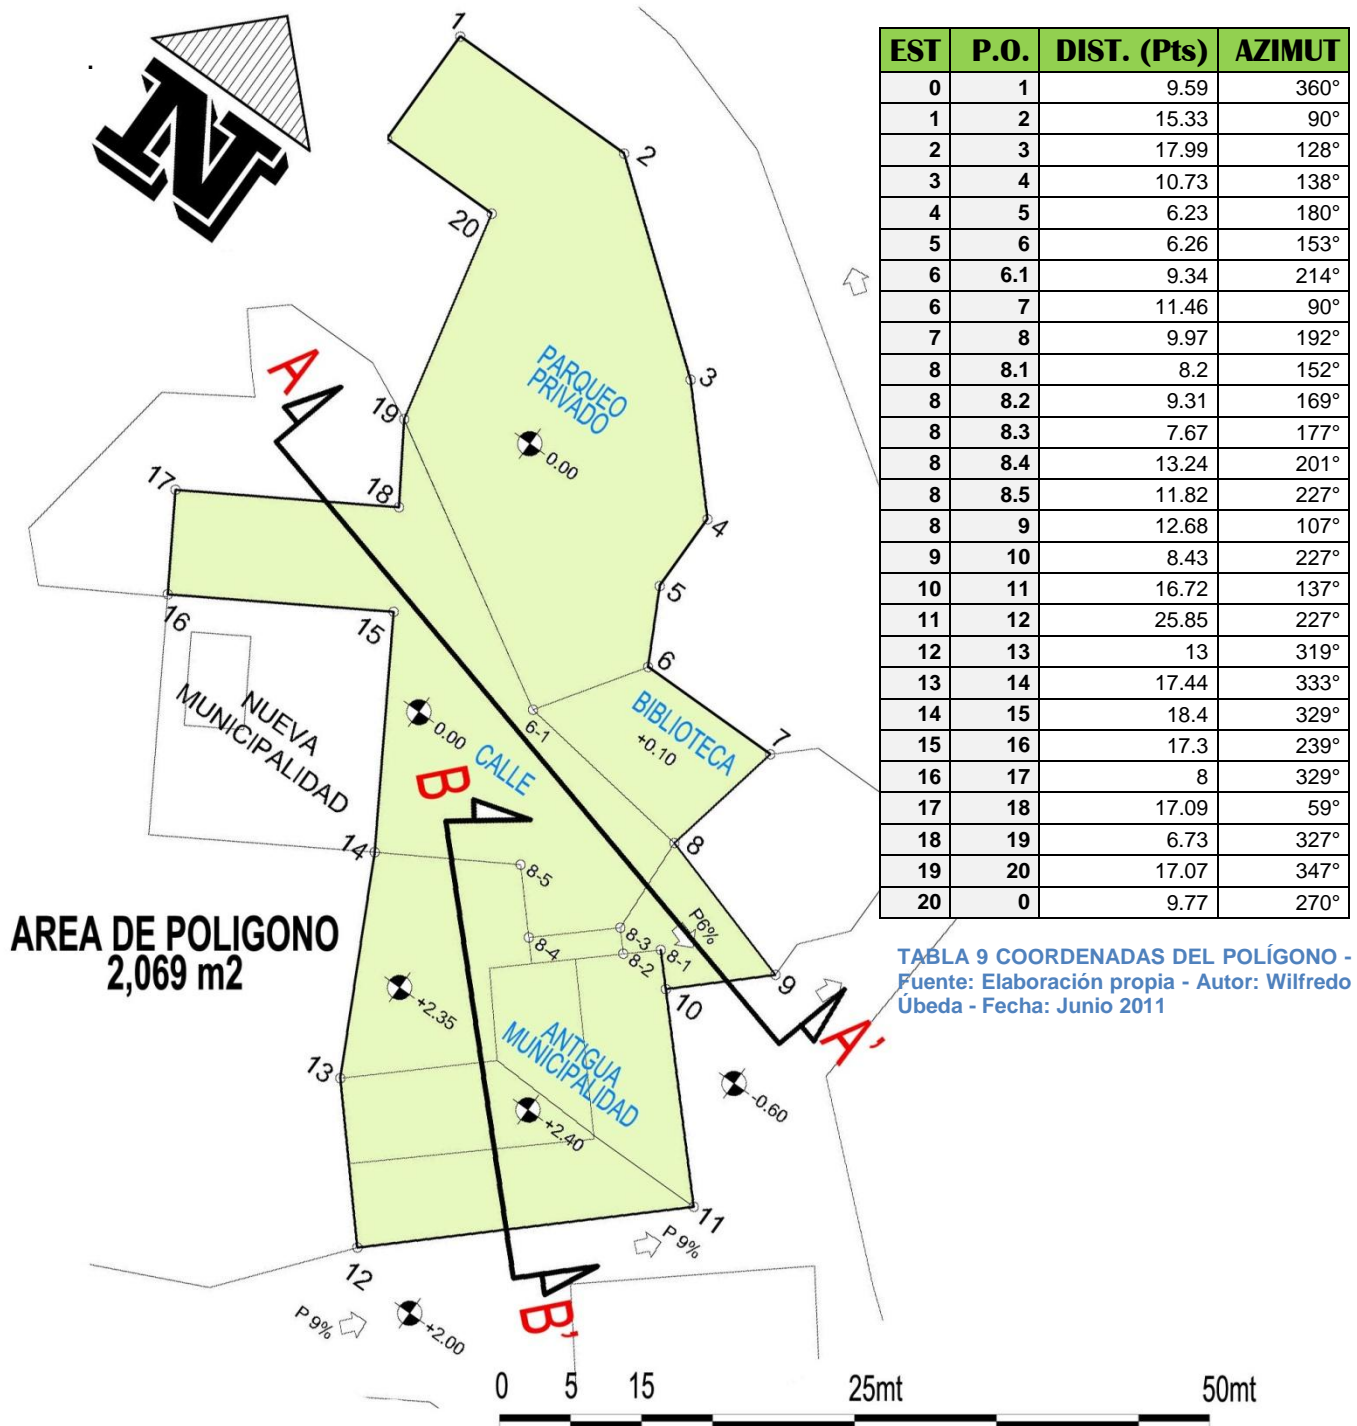 .
N
1
2
20
3
19
18
17
4
5
16
15
6
6-1
7
8
14
8-5
8-4
8-3
8-2
8-1
9
10
13
11
12
PARQUEO
PRIVADO
0.00
A
NUEVA
MUNICIPALIDAD
0.00
CALLE
B
BIBLIOTECA
+0.10
P6%
AREA DE POLIGONO
2,069 m2
+2.35
ANTIGUA
MUNICIPALIDAD
+2.40
A'
-0.60
P 9%
B'
P 9%
+2.00
0 5 15 25mt 50mt
EST P.O. DIST. (Pts) AZIMUT
0 1 9.59 360°
1 2 15.33 90°
2 3 17.99 128°
3 4 10.73 138°
4 5 6.23 180°
5 6 6.26 153°
6 6.1 9.34 214°
6 7 11.46 90°
7 8 9.97 192°
8 8.1 8.2 152°
8 8.2 9.31 169°
8 8.3 7.67 177°
8 8.4 13.24 201°
8 8.5 11.82 227°
8 9 12.68 107°
9 10 8.43 227°
10 11 16.72 137°
11 12 25.85 227°
12 13 13 319°
13 14 17.44 333°
14 15 18.4 329°
15 16 17.3 239°
16 17 8 329°
17 18 17.09 59°
18 19 6.73 327°
19 20 17.07 347°
20 0 9.77 270°
TABLA 9 COORDENADAS DEL POLÍGONO -
Fuente: Elaboración propia - Autor: Wilfredo
Úbeda - Fecha: Junio 2011